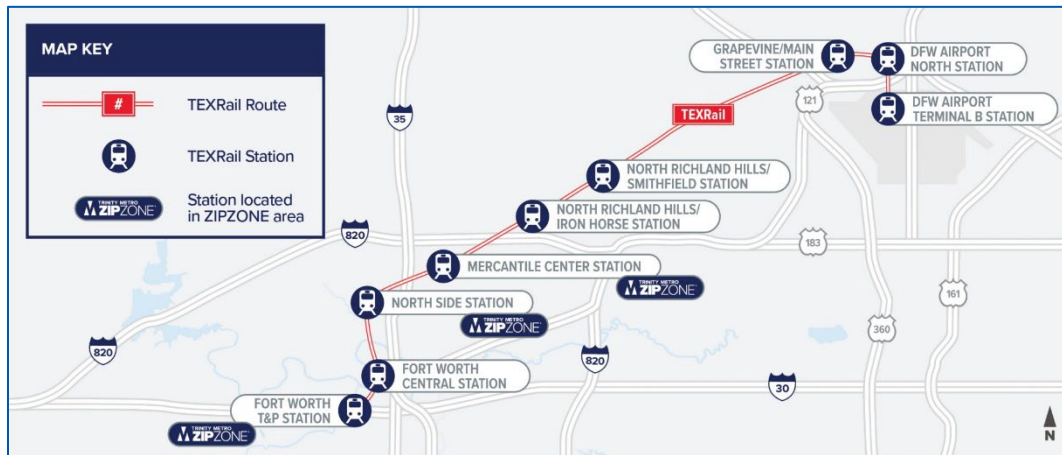 MAP KEY
#
TEXRail Route
TEXRail Station
TRINITY METRO
ZIPZONE
Station located
in ZIPZONE area
GRAPEVINE/MAIN
STREET STATION
DFW AIRPORT
NORTH STATION
121
DFW AIRPORT
TERMINAL B STATION
35
TEXRail
NORTH RICHLAND HILLS/
SMITHFIELD STATION
NORTH RICHLAND HILLS/
IRON HORSE STATION
820
183
MERCANTILE CENTER STATION
TRINITY METRO
ZIPZONE
161
NORTH SIDE STATION
TRINITY METRO
ZIPZONE
360
820
820
FORT WORTH
CENTRAL STATION
30
FORT WORTH
T&P STATION
TRINITY METRO
ZIPZONE
N